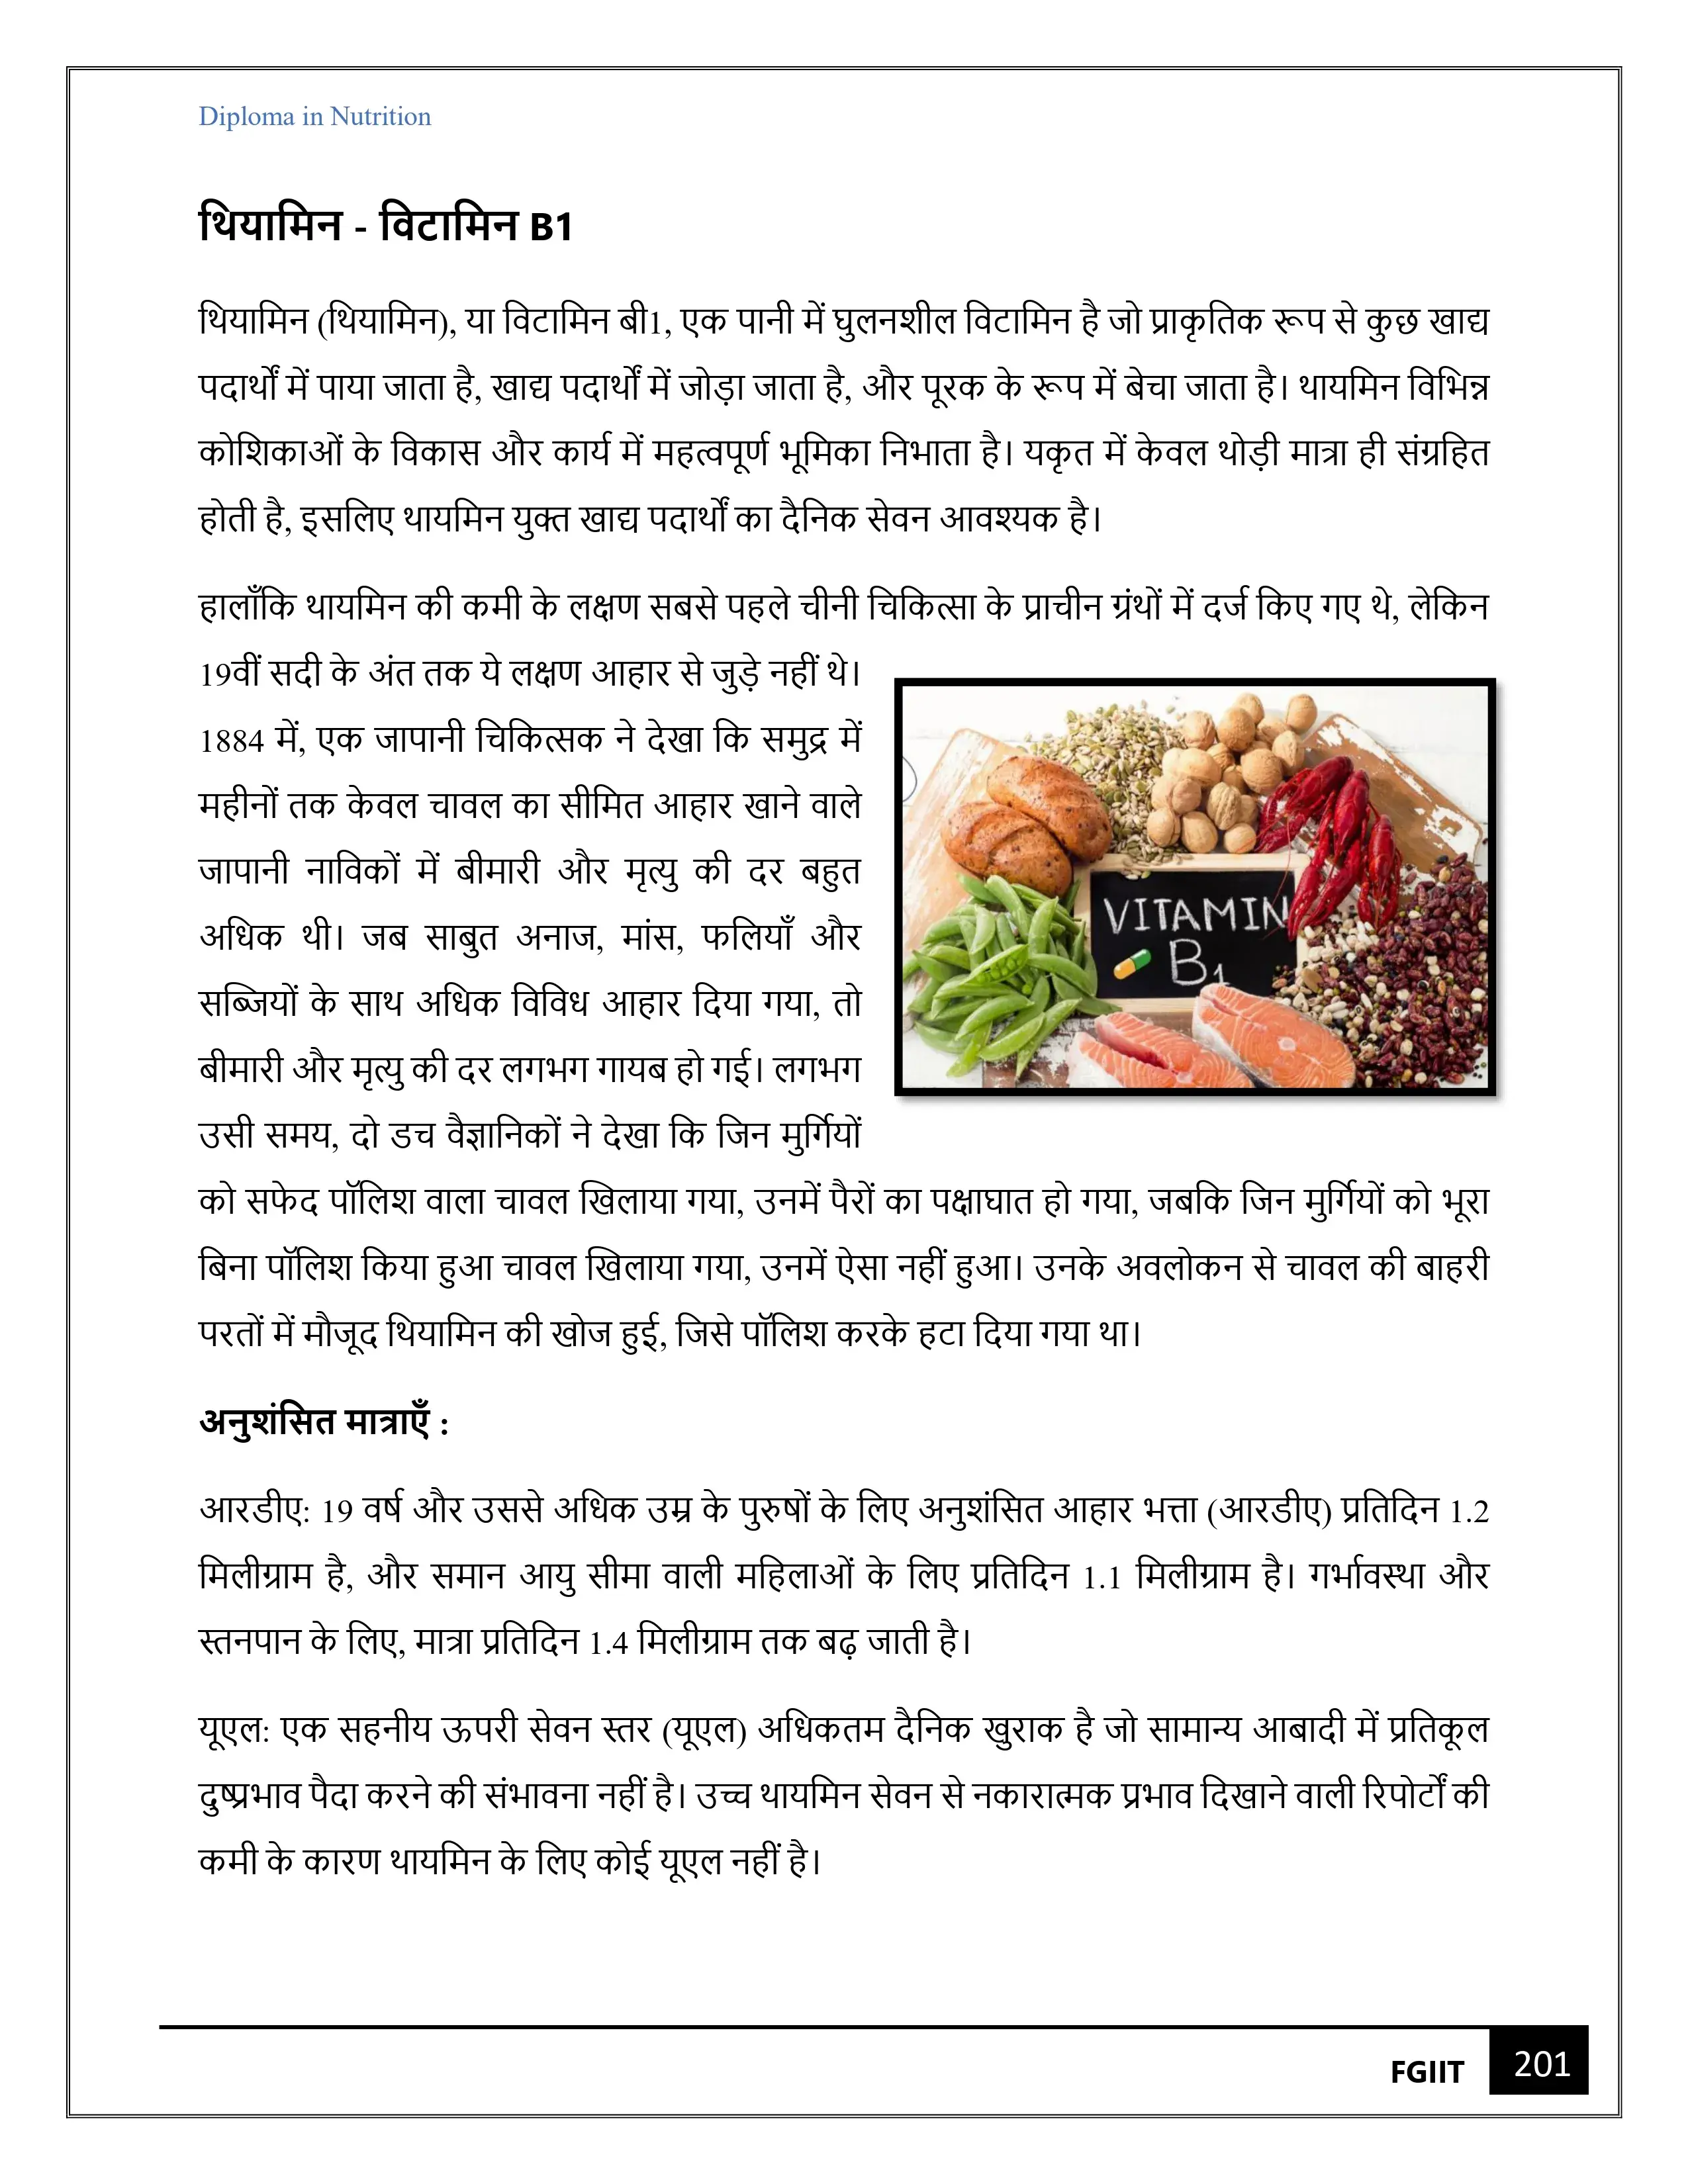 Diploma in Nutrition
थियामिन - विटामिन B1
थियामिन (थियामिन), या विटामिन बी1, एक पानी में घुलनशील विटामिन है जो प्राकृतिक रूप से कुछ खाद्य
पदार्थों में पाया जाता है, खाद्य पदार्थों में जोड़ा जाता है, और पूरक के रूप में बेचा जाता है। थायमिन विभिन्न
कोशिकाओं के विकास और कार्य में महत्वपूर्ण भूमिका निभाता है। यकृत में केवल थोड़ी मात्रा ही संग्रहित
होती है, इसलिए थायमिन युक्त खाद्य पदार्थों का दैनिक सेवन आवश्यक है।
हालाँकि थायमिन की कमी के लक्षण सबसे पहले चीनी चिकित्सा के प्राचीन ग्रंथों में दर्ज किए गए थे, लेकिन
19वीं सदी के अंत तक ये लक्षण आहार से जुड़े नहीं थे।
1884 में, एक जापानी चिकित्सक ने देखा कि समुद्र में
महीनों तक केवल चावल का सीमित आहार खाने वाले
जापानी नाविकों में बीमारी और मृत्यु की दर बहुत
अधिक थी। जब साबुत अनाज, मांस, फलियाँ और
सब्जियों के साथ अधिक विविध आहार दिया गया, तो
बीमारी और मृत्यु की दर लगभग गायब हो गई। लगभग
उसी समय, दो डच वैज्ञानिकों ने देखा कि जिन मुर्गियों
को सफेद पॉलिश वाला चावल खिलाया गया, उनमें पैरों का पक्षाघात हो गया, जबकि जिन मुर्गियों को भूरा
बिना पॉलिश किया हुआ चावल खिलाया गया, उनमें ऐसा नहीं हुआ। उनके अवलोकन से चावल की बाहरी
परतों में मौजूद थियामिन की खोज हुई, जिसे पॉलिश करके हटा दिया गया था।
VITAMIN
B1
अनुशंसित मात्राएँ :
आरडीए: 19 वर्ष और उससे अधिक उम्र के पुरुषों के लिए अनुशंसित आहार भत्ता (आरडीए) प्रतिदिन 1.2
मिलीग्राम है, और समान आयु सीमा वाली महिलाओं के लिए प्रतिदिन 1.1 मिलीग्राम है। गर्भावस्था और
स्तनपान के लिए, मात्रा प्रतिदिन 1.4 मिलीग्राम तक बढ़ जाती है।
यूएल: एक सहनीय ऊपरी सेवन स्तर (यूएल) अधिकतम दैनिक खुराक है जो सामान्य आबादी में प्रतिकूल
दुष्प्रभाव पैदा करने की संभावना नहीं है। उच्च थायमिन सेवन से नकारात्मक प्रभाव दिखाने वाली रिपोर्टों की
कमी के कारण थायमिन के लिए कोई यूएल नहीं है।
FGIIT 201